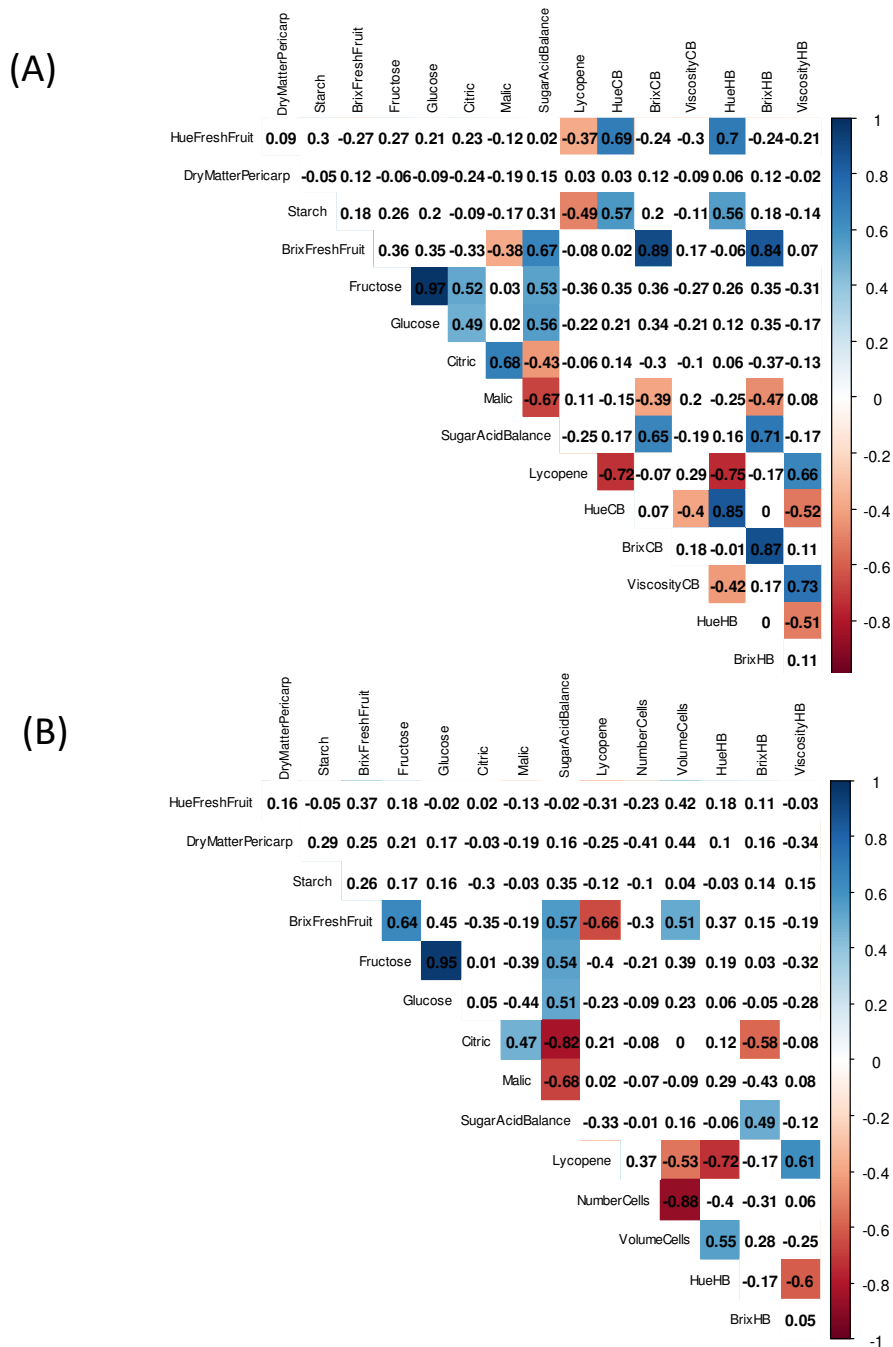 (A)
DryMatterPericarp Starch BrixFreshFruit Fructose Glucose Citric Malic SugarAcidBalance Lycopene HueCB BrixCB ViscosityCB HueHB BrixHB ViscosityHB
HueFreshFruit 0.09 0.3 -0.27 0.27 0.21 0.23 -0.12 0.02 -0.37 0.69 -0.24 -0.3 0.7 -0.24 -0.21
DryMatterPericarp -0.05 0.12 -0.06 -0.09 -0.24 -0.19 0.15 0.03 0.03 0.12 -0.09 0.06 0.12 -0.02
Starch 0.18 0.26 0.2 -0.09 -0.17 0.31 -0.49 0.57 0.2 -0.11 0.56 0.18 -0.14
BrixFreshFruit 0.36 0.35 -0.33 -0.38 0.67 -0.08 0.02 0.89 0.17 -0.06 0.84 0.07
Fructose 0.97 0.52 0.03 0.53 -0.36 0.35 0.36 -0.27 0.26 0.35 -0.31
Glucose 0.49 0.02 0.56 -0.22 0.21 0.34 -0.21 0.12 0.35 -0.17
Citric 0.68 -0.43 -0.06 0.14 -0.3 -0.1 0.06 -0.37 -0.13
Malic -0.67 0.11 -0.15 -0.39 0.2 -0.25 -0.47 0.08
SugarAcidBalance -0.25 0.17 0.65 -0.19 0.16 0.71 -0.17
Lycopene -0.72 -0.07 0.29 -0.75 -0.17 0.66
HueCB 0.07 -0.4 0.85 0 -0.52
BrixCB 0.18 -0.01 0.87 0.11
ViscosityCB -0.42 0.17 0.73
HueHB 0 -0.51
BrixHB 0.11
1
0.8
0.6
0.4
0.2
0
-0.2
-0.4
-0.6
-0.8
(B)
DryMatterPericarp Starch BrixFreshFruit Fructose Glucose Citric Malic SugarAcidBalance Lycopene NumberCells VolumeCells HueHB BrixHB ViscosityHB
HueFreshFruit 0.16 -0.05 0.37 0.18 -0.02 0.02 -0.13 -0.02 -0.31 -0.23 0.42 0.18 0.11 -0.03
DryMatterPericarp 0.29 0.25 0.21 0.17 -0.03 -0.19 0.16 -0.25 -0.41 0.44 0.1 0.16 -0.34
Starch 0.26 0.17 0.16 -0.3 -0.03 0.35 -0.12 -0.1 0.04 -0.03 0.14 0.15
BrixFreshFruit 0.64 0.45 -0.35 -0.19 0.57 -0.66 -0.3 0.51 0.37 0.15 -0.19
Fructose 0.95 0.01 -0.39 0.54 -0.4 -0.21 0.39 0.19 0.03 -0.32
Glucose 0.05 -0.44 0.51 -0.23 -0.09 0.23 0.06 -0.05 -0.28
Citric 0.47 -0.82 0.21 -0.08 0 0.12 -0.58 -0.08
Malic -0.68 0.02 -0.07 -0.09 0.29 -0.43 0.08
SugarAcidBalance -0.33 -0.01 0.16 -0.06 0.49 -0.12
Lycopene 0.37 -0.53 -0.72 -0.17 0.61
NumberCells -0.88 -0.4 -0.31 0.06
VolumeCells 0.55 0.28 -0.25
HueHB -0.17 -0.6
BrixHB 0.05
1
0.8
0.6
0.4
0.2
0
-0.2
-0.4
-0.6
-0.8
-1